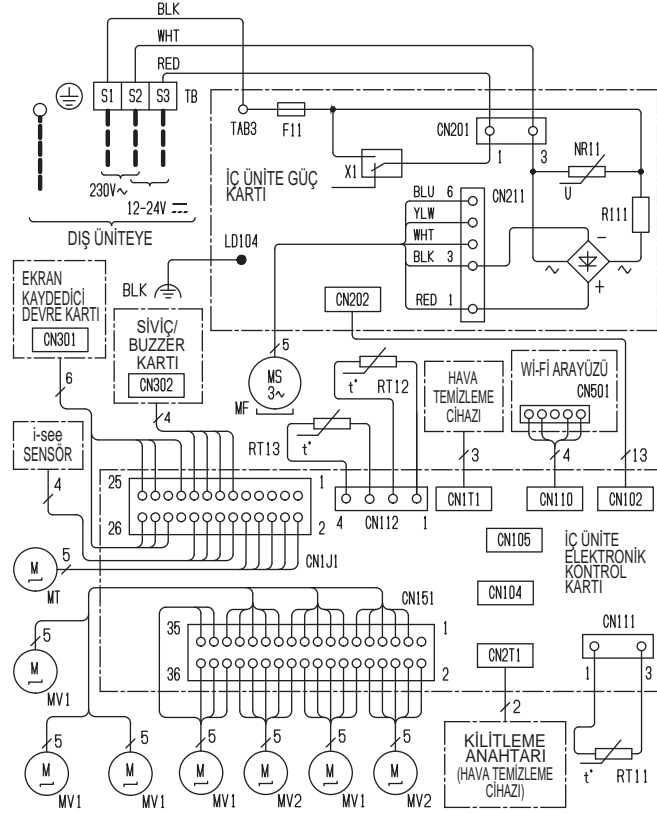 BLK
WHT
RED
S1 S2 S3 TB
230V~
12-24V
DIŞ ÜNİTEYE
TAB3
F11
X1
CN201
1 3
NR11
U
R111
İÇ ÜNİTE GÜÇ
KARTI
CN211
BLU 6
YLW
WHT
BLK 3
RED 1
~ ~
-
+
LD104
BLK
CN202
EKRAN
KAYDEDİCİ
DEVRE KARTI
CN301
6
SİVİÇ/
BUZZER
KARTI
CN302
4
5
MS
3~
MF
RT12
t°
RT13
t°
HAVA
TEMİZLEME
CİHAZI
3
Wİ-Fİ ARAYÜZÜ
CN501
4
13
i-see
SENSÖR
4
25 1
26 2
CN1J1
4 CN112 1
CN1T1
CN110
CN102
CN105
İÇ ÜNİTE
ELEKTRONİK
KONTROL
KARTI
CN104
M
5
MT
CN151
35 1
36 2
CN2T1
2
CN111
1 3
M
5
MV1
5 5 5 5 5 5
M M M M M M
MV1 MV1 MV1 MV2 MV1 MV2
KİLİTLEME
ANAHTARI
(HAVA TEMİZLEME
CİHAZI)
t°
RT11